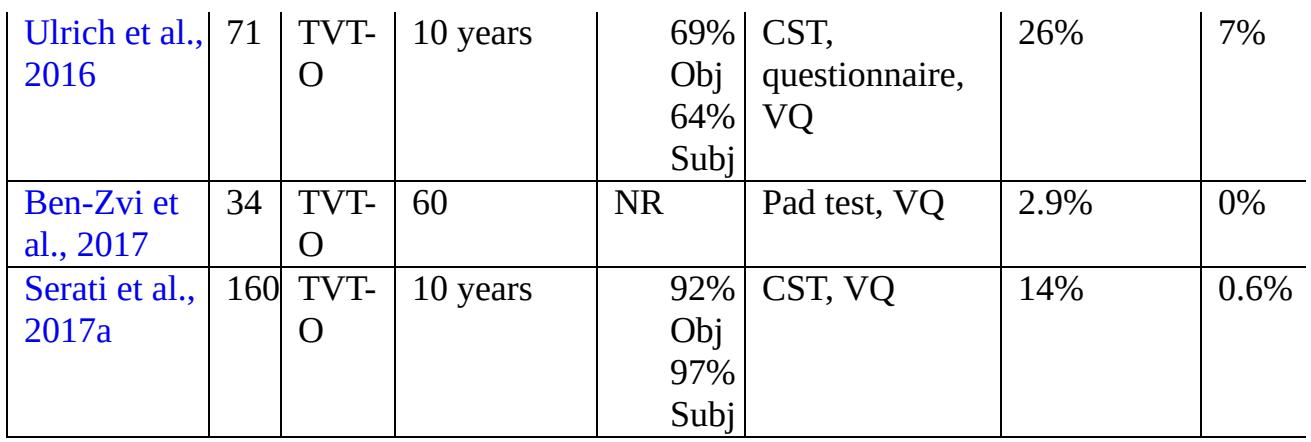 Ulrich et al., 71 TVT- 10 years 69% CST, 26% 7%
2016 O Obj questionnaire,
64% VQ
Subj
Ben-Zvi et 34 TVT- 60 NR Pad test, VQ 2.9% 0%
al., 2017 O
Serati et al., 160 TVT- 10 years 92% CST, VQ 14% 0.6%
2017a O Obj
97%
Subj